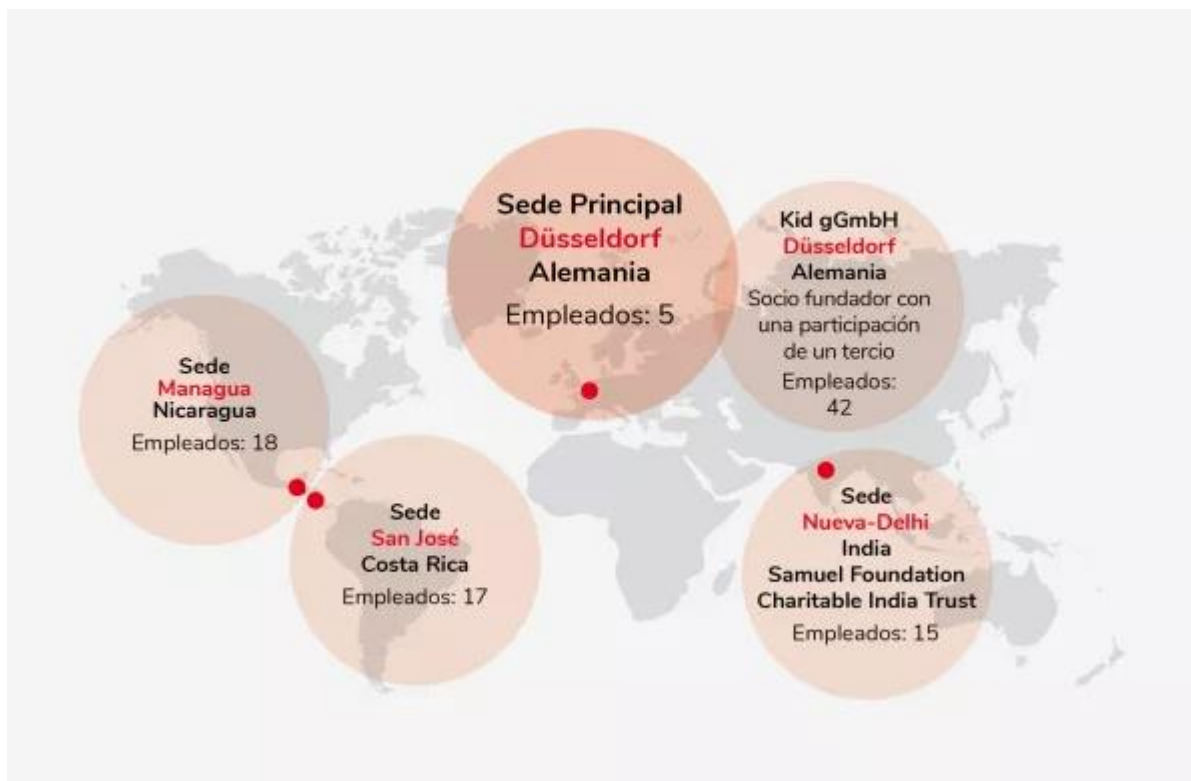 Sede Principal
Düsseldorf
Alemania
Empleados: 5
Kid gGmbH
Düsseldorf
Alemania
Socio fundador con
una participación
de un tercio
Empleados:
42
Sede
Managua
Nicaragua
Empleados: 18
Sede
San José
Costa Rica
Empleados: 17
Sede
Nueva-Delhi
India
Samuel Foundation
Charitable India Trust
Empleados: 15